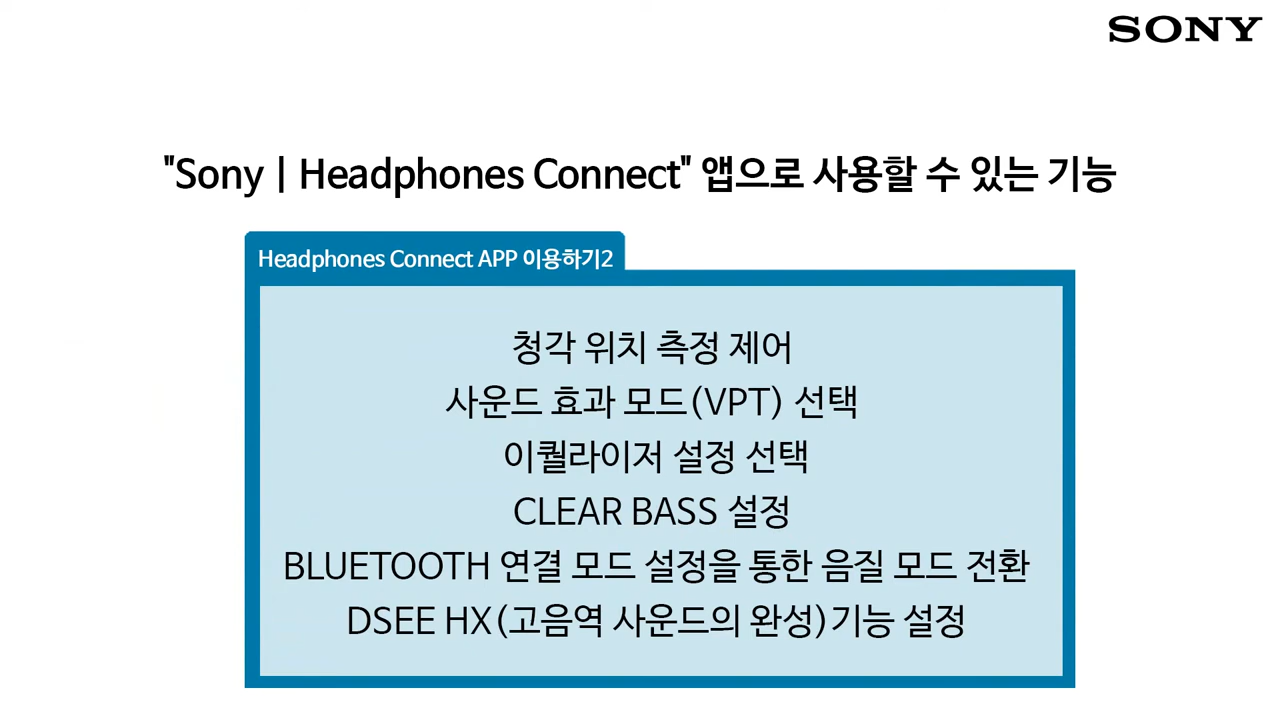 SONY
"Sony | Headphones Connect" 앱으로 사용할 수 있는 기능
Headphones Connect APP 이용하기2
청각 위치 측정 제어
사운드 효과 모드(VPT) 선택
이퀄라이저 설정 선택
CLEAR BASS 설정
BLUETOOTH 연결 모드 설정을 통한 음질 모드 전환
DSEE HX(고음역 사운드의 완성)기능 설정